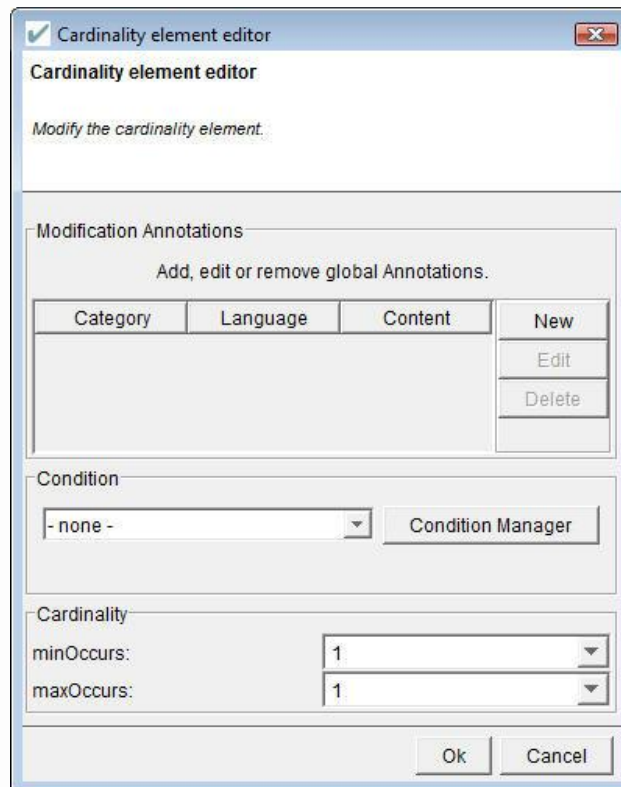 Cardinality element editor
Cardinality element editor
Modify the cardinality element.
Modification Annotations
Add, edit or remove global Annotations.
Category Language Content New
Edit
Delete
Condition
- none - Condition Manager
Cardinality
minOccurs: 1
maxOccurs: 1
Ok Cancel